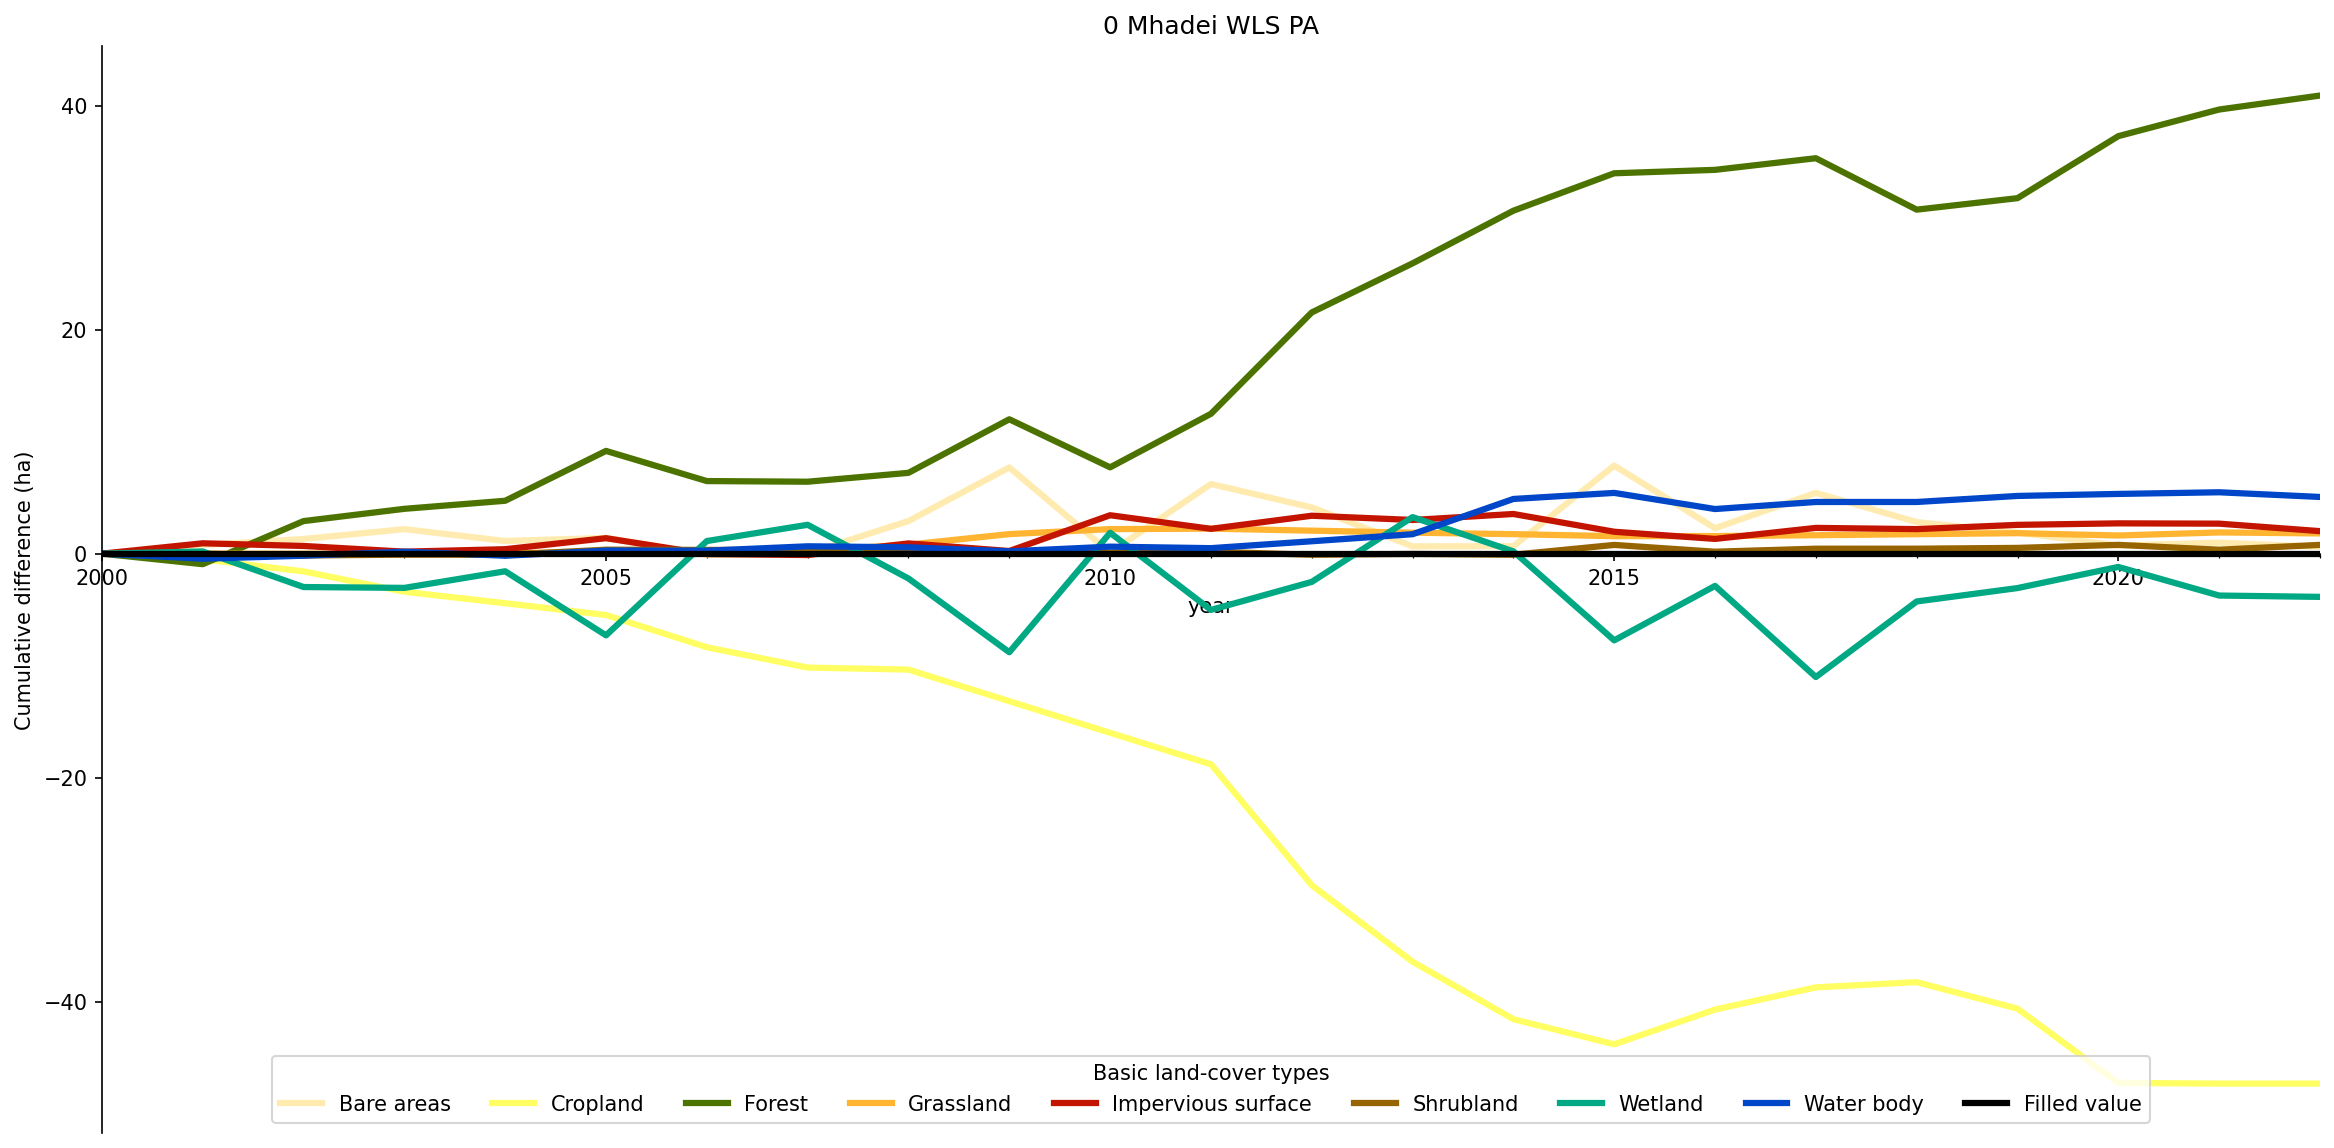 0 Mhadei WLS PA
Cumulative difference (ha)
40
20
0
−20
−40
2000 2005 2010 2015 2020
year
Basic land-cover types
Bare areas Cropland Forest Grassland Impervious surface Shrubland Wetland Water body Filled value